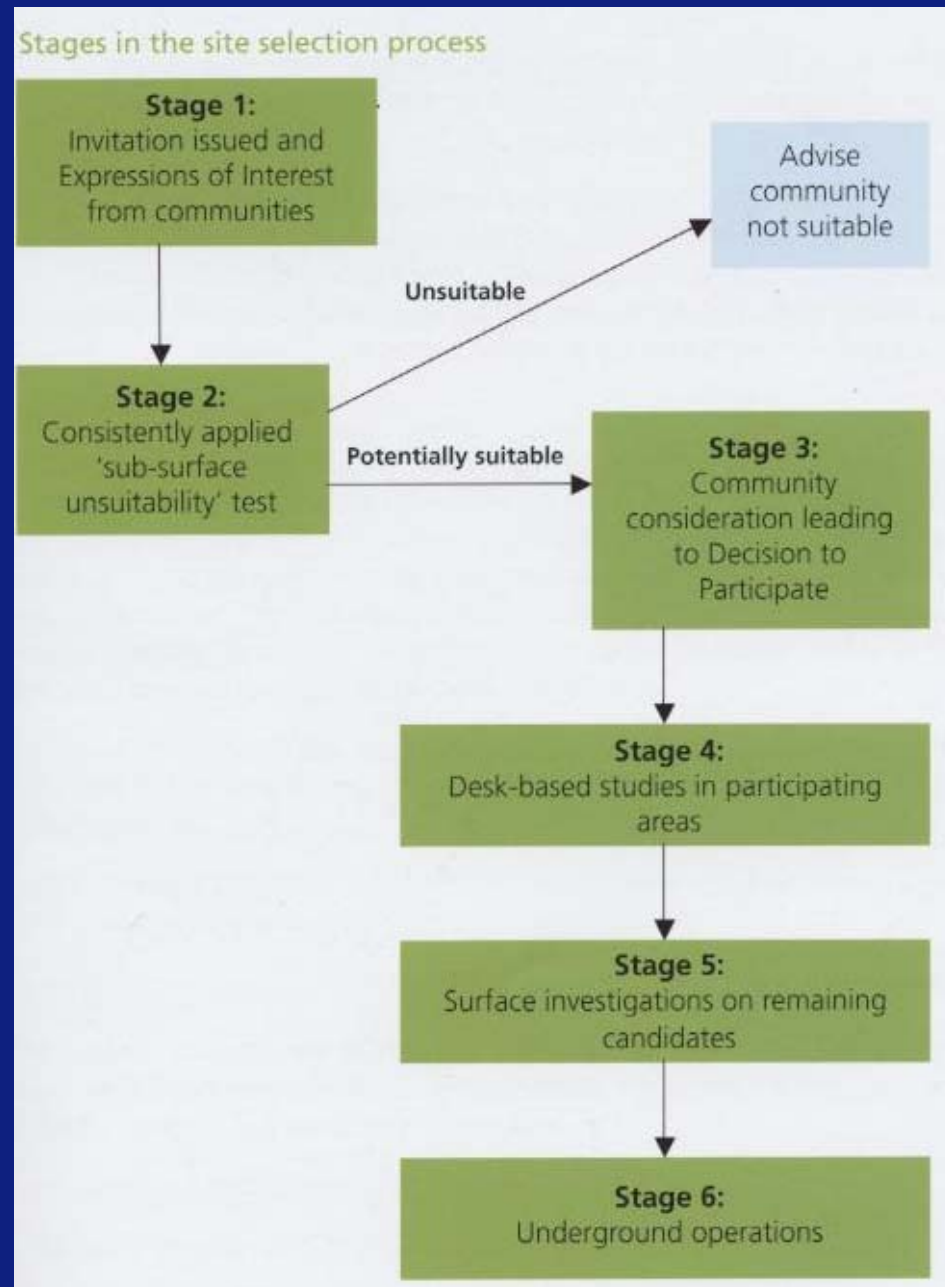 Stages in the site selection process
Stage 1:
Invitation issued and
Expressions of Interest
from communities
Advise
community
not suitable
Unsuitable
Stage 2:
Consistently applied
‘sub-surface
unsuitability’ test
Potentially suitable
Stage 3:
Community
consideration leading
to Decision to
Participate
Stage 4:
Desk-based studies in participating
areas
Stage 5:
Surface investigations on remaining
candidates
Stage 6:
Underground operations